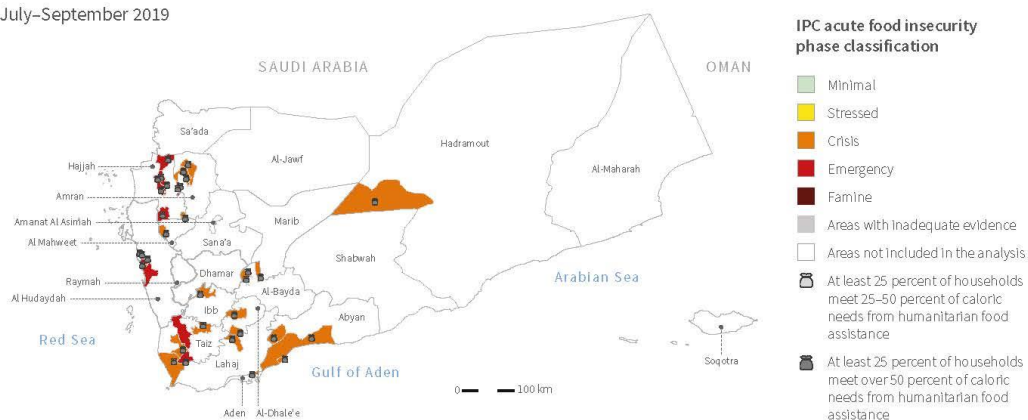 July–September 2019
SAUDI ARABIA
OMAN
Sa'ada
Hajjah
Al-Jawf
Hadramout
Al-Maharah
Amran
Amanat Al Asimah
Marib
Al Mahweet
Sana'a
Shabwah
Dhamar
Arabian Sea
Raymah
Al-Bayda
Al Hudaydah
Ibb
Abyan
Red Sea
Taiz
Lahaj
Gulf of Aden
Soqotra
0
100 km
Aden
Al-Dhale'e
IPC acute food insecurity
phase classification
Minimal
Stressed
Crisis
Emergency
Famine
Areas with inadequate evidence
Areas not included in the analysis
At least 25 percent of households
meet 25–50 percent of caloric
needs from humanitarian food
assistance
At least 25 percent of households
meet over 50 percent of caloric
needs from humanitarian food
assistance